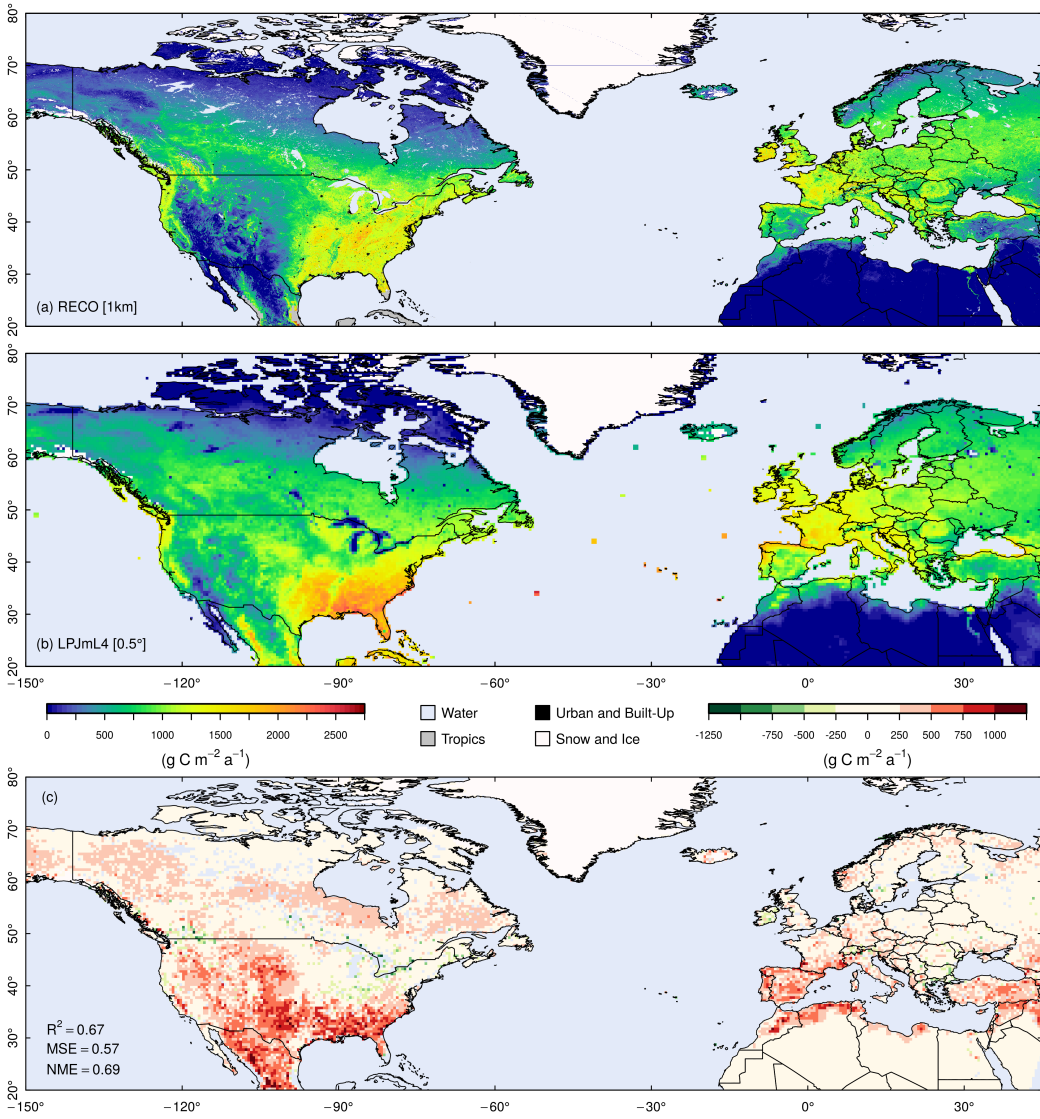 80°
70°
60°
50°
40°
30°
20°
(a) RECO [1km]
80°
70°
60°
50°
40°
30°
20°
(b) LPJmL4 [0.5°]
−150° −120° −90° −60° −30° 0° 30°
0 500 1000 1500 2000 2500
(g C m⁻² a⁻¹)
Water
Tropics
Urban and Built-Up
Snow and Ice
-1250 -750 -500 -250 0 250 500 750 1000
(g C m⁻² a⁻¹)
80°
70°
60°
50°
40°
30°
20°
(c)
R² = 0.67
MSE = 0.57
NME = 0.69
−150° −120° −90° −60° −30° 0° 30°